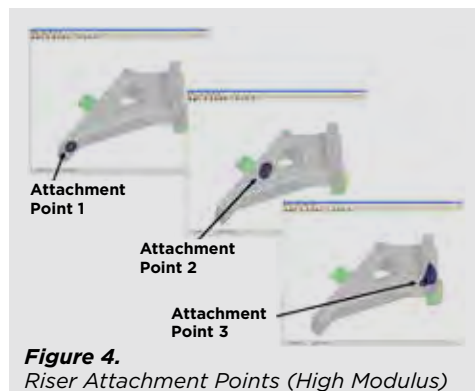 Attachment
Point 1
Attachment
Point 2
Attachment
Point 3
Figure 4.
Riser Attachment Points (High Modulus)